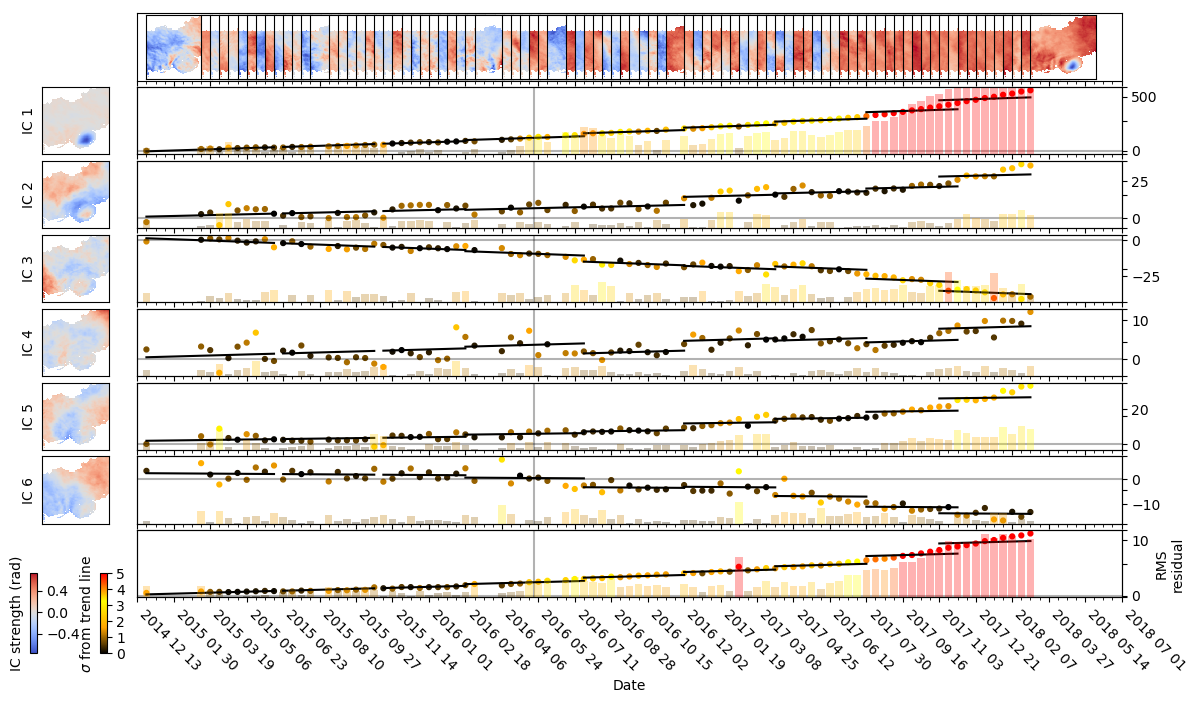 IC 1
500
0
IC 2
25
0
IC 3
0
−25
IC 4
10
0
IC 5
20
0
IC 6
0
−10
10
0
RMS
residual
IC strength (rad)
0.4
0.0
−0.4
σ from trend line
5
4
3
2
1
0
2014 12 13
2015 01 30
2015 03 19
2015 05 06
2015 06 23
2015 08 10
2015 09 27
2015 11 14
2016 01 01
2016 02 18
2016 04 06
2016 05 24
2016 07 11
2016 08 28
2016 10 15
2016 12 02
2017 01 19
2017 03 08
2017 04 25
2017 06 12
2017 07 30
2017 09 16
2017 11 03
2017 12 21
2018 02 07
2018 03 27
2018 05 14
2018 07 01
Date